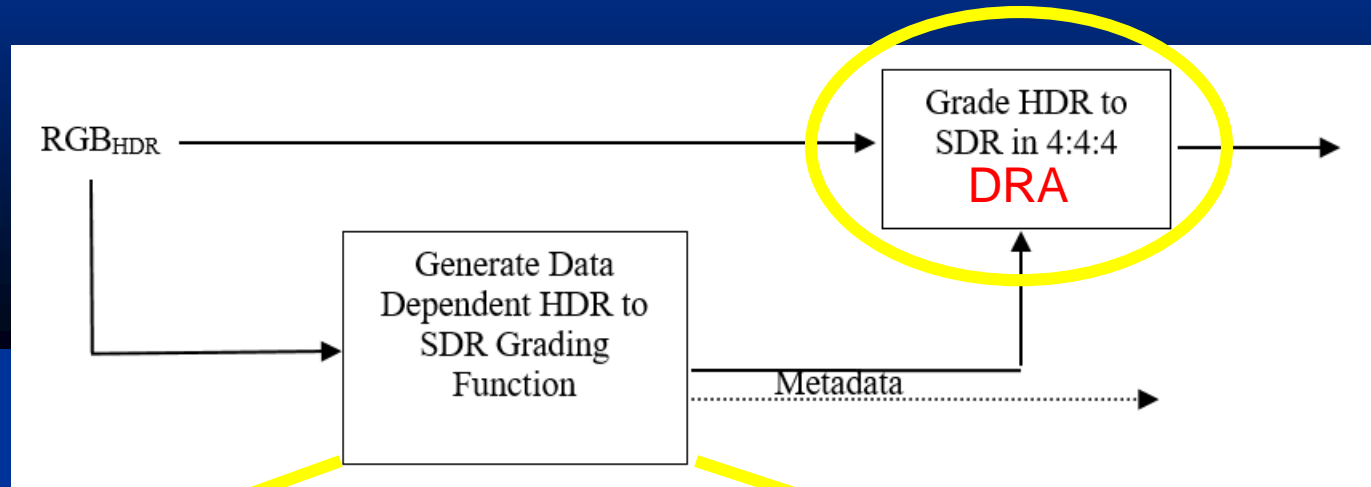 RGBHDR
Grade HDR to
SDR in 4:4:4
DRA
Generate Data
Dependent HDR to
SDR Grading
Function
Metadata